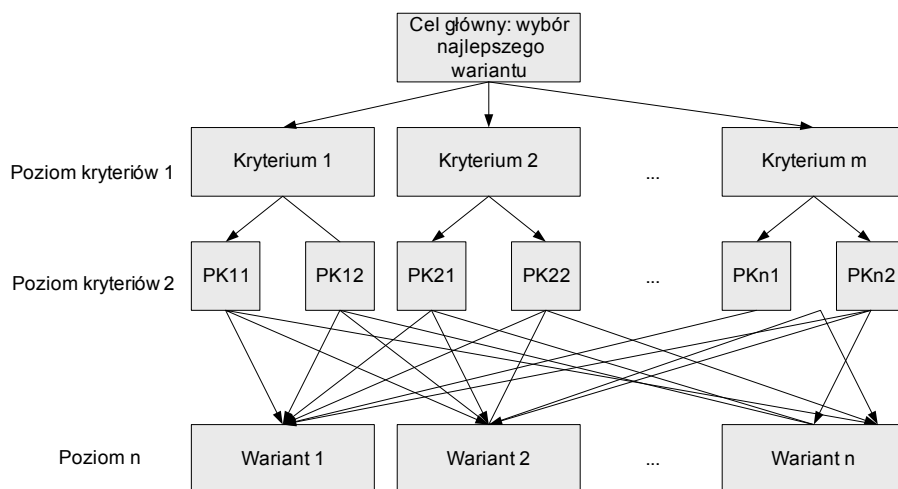 Cel główny: wybór
najlepszego
wariantu
Poziom kryteriów 1
Kryterium 1
Kryterium 2
...
Kryterium m
Poziom kryteriów 2
PK11
PK12
PK21
PK22
...
PKn1
PKn2
Poziom n
Wariant 1
Wariant 2
...
Wariant n